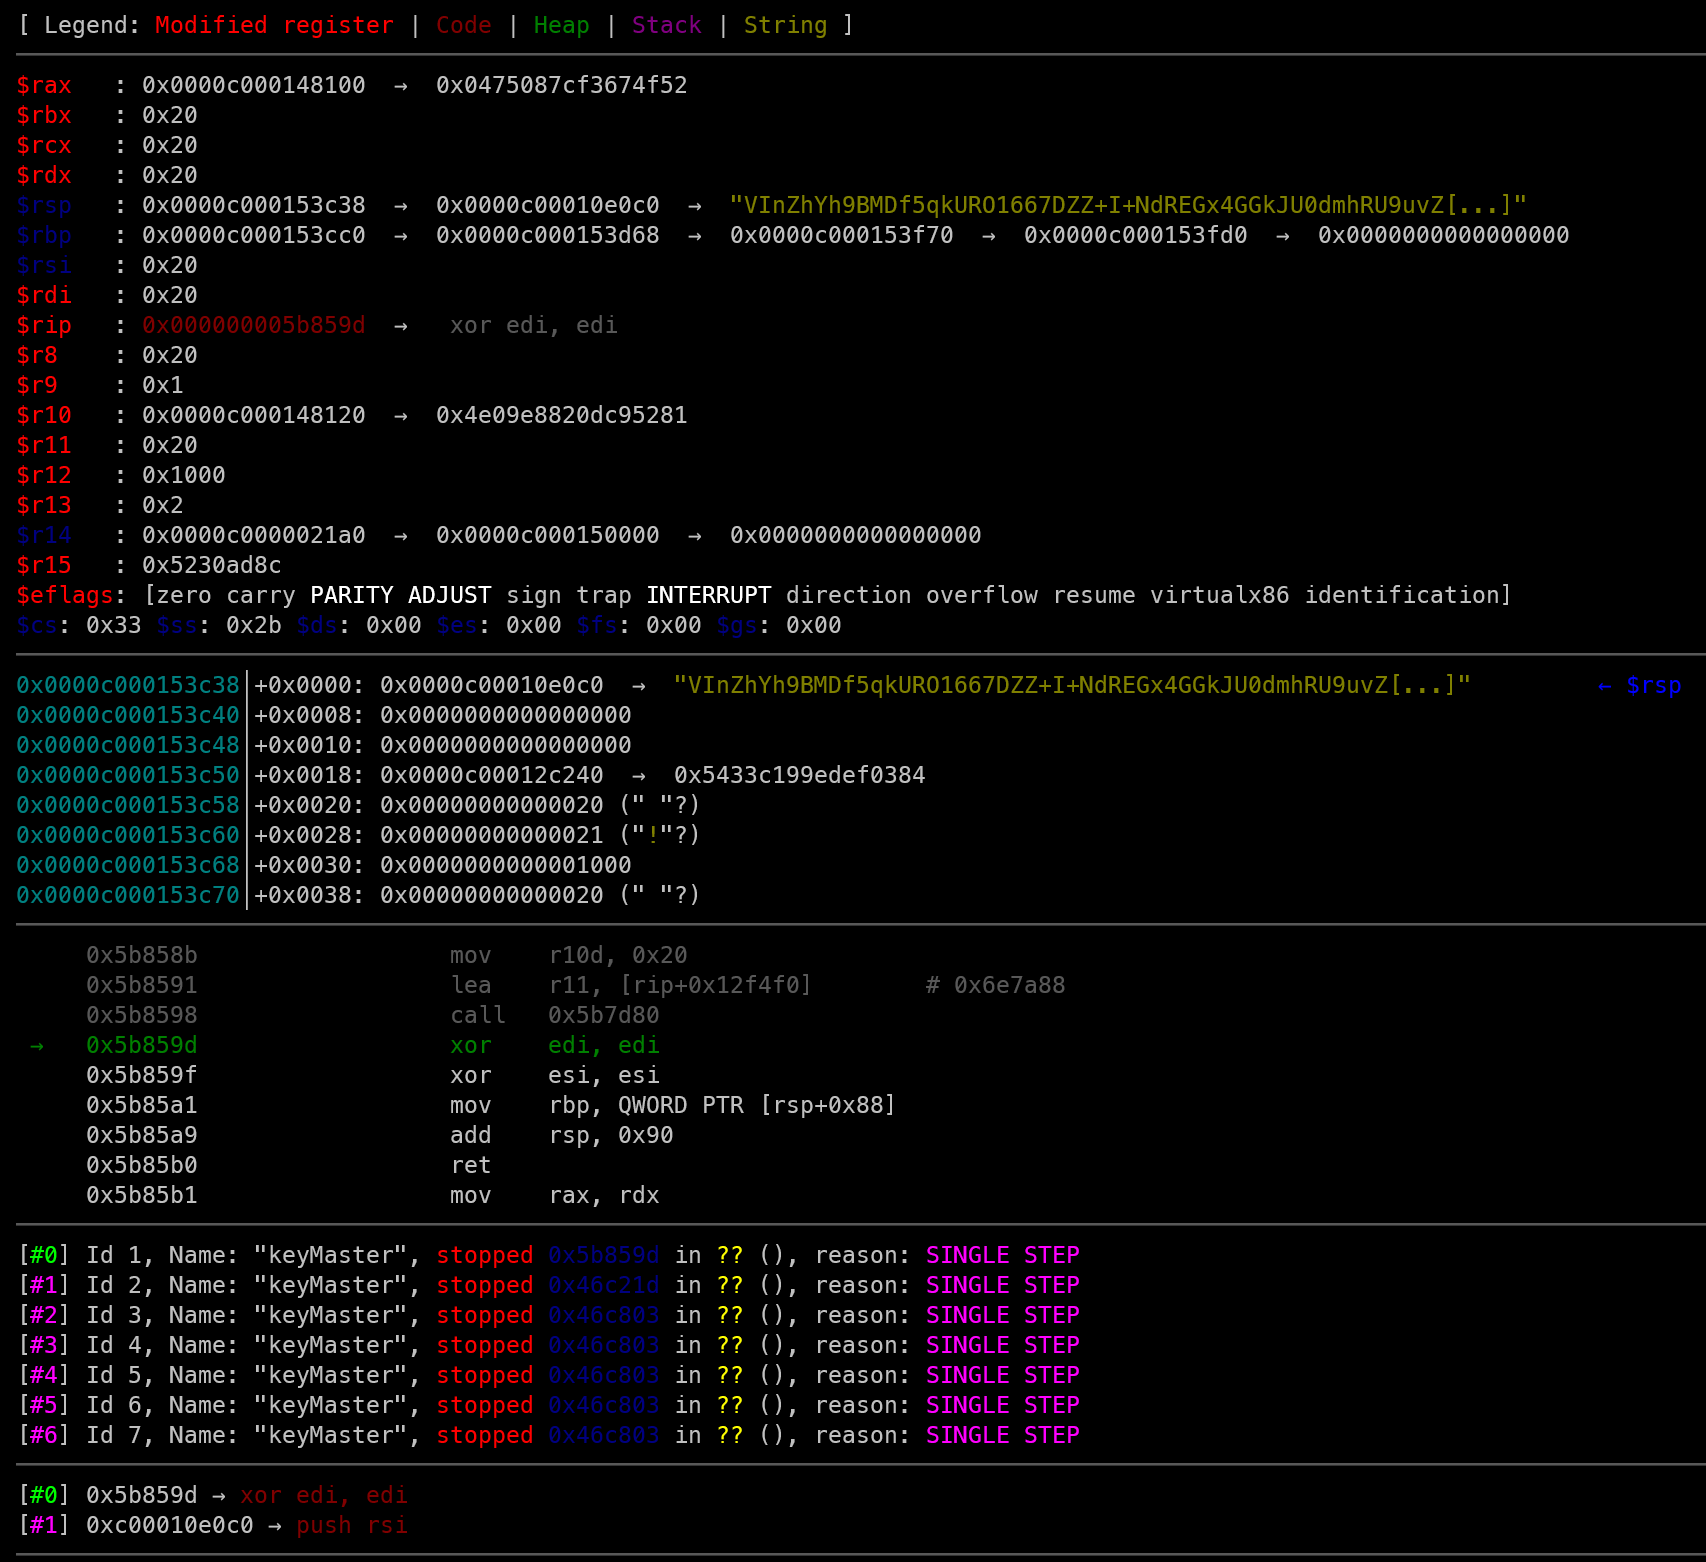 [ Legend: Modified register | Code | Heap | Stack | String ]
$rax   : 0x0000c000148100  →  0x0475087cf3674f52
$rbx   : 0x20
$rcx   : 0x20
$rdx   : 0x20
$rsp   : 0x0000c000153c38  →  0x0000c00010e0c0  →  "VInZhYh9BMDf5qkURO1667DZZ+I+NdREGx4GGkJU0dmhRU9uvZ[...]"
$rbp   : 0x0000c000153cc0  →  0x0000c000153d68  →  0x0000c000153f70  →  0x0000c000153fd0  →  0x0000000000000000
$rsi   : 0x20
$rdi   : 0x20
$rip   : 0x000000005b859d  →   xor edi, edi
$r8    : 0x20
$r9    : 0x1
$r10   : 0x0000c000148120  →  0x4e09e8820dc95281
$r11   : 0x20
$r12   : 0x1000
$r13   : 0x2
$r14   : 0x0000c0000021a0  →  0x0000c000150000  →  0x0000000000000000
$r15   : 0x5230ad8c
$eflags: [zero carry PARITY ADJUST sign trap INTERRUPT direction overflow resume virtualx86 identification]
$cs: 0x33 $ss: 0x2b $ds: 0x00 $es: 0x00 $fs: 0x00 $gs: 0x00
0x0000c000153c38│+0x0000: 0x0000c00010e0c0  →  "VInZhYh9BMDf5qkURO1667DZZ+I+NdREGx4GGkJU0dmhRU9uvZ[...]"	 ← $rsp
0x0000c000153c40│+0x0008: 0x0000000000000000
0x0000c000153c48│+0x0010: 0x0000000000000000
0x0000c000153c50│+0x0018: 0x0000c00012c240  →  0x5433c199edef0384
0x0000c000153c58│+0x0020: 0x00000000000020 (" "?)
0x0000c000153c60│+0x0028: 0x00000000000021 ("!"?)
0x0000c000153c68│+0x0030: 0x0000000000001000
0x0000c000153c70│+0x0038: 0x00000000000020 (" "?)
0x5b858b                  mov    r10d, 0x20
0x5b8591                  lea    r11, [rip+0x12f4f0]        # 0x6e7a88
0x5b8598                  call   0x5b7d80
→   0x5b859d                  xor    edi, edi
0x5b859f                  xor    esi, esi
0x5b85a1                  mov    rbp, QWORD PTR [rsp+0x88]
0x5b85a9                  add    rsp, 0x90
0x5b85b0                  ret
0x5b85b1                  mov    rax, rdx
[#0] Id 1, Name: "keyMaster", stopped 0x5b859d in ?? (), reason: SINGLE STEP
[#1] Id 2, Name: "keyMaster", stopped 0x46c21d in ?? (), reason: SINGLE STEP
[#2] Id 3, Name: "keyMaster", stopped 0x46c803 in ?? (), reason: SINGLE STEP
[#3] Id 4, Name: "keyMaster", stopped 0x46c803 in ?? (), reason: SINGLE STEP
[#4] Id 5, Name: "keyMaster", stopped 0x46c803 in ?? (), reason: SINGLE STEP
[#5] Id 6, Name: "keyMaster", stopped 0x46c803 in ?? (), reason: SINGLE STEP
[#6] Id 7, Name: "keyMaster", stopped 0x46c803 in ?? (), reason: SINGLE STEP
[#0] 0x5b859d → xor edi, edi
[#1] 0xc00010e0c0 → push rsi